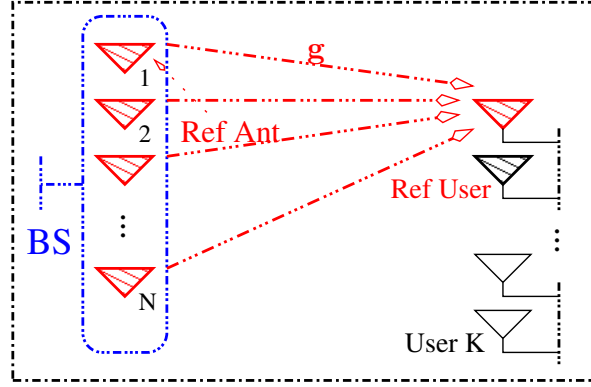 g
1
2
Ref Ant
Ref User
BS
N
User K